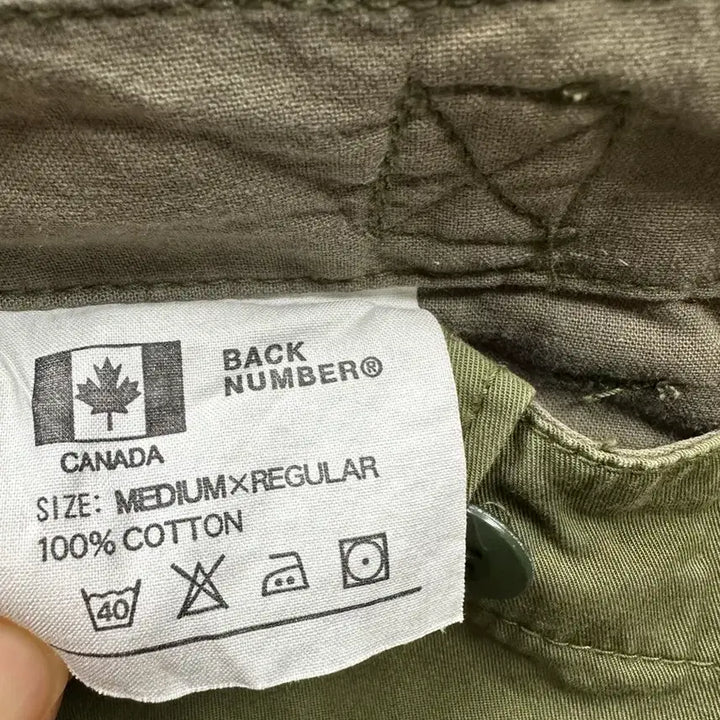 BACK
NUMBER®
CANADA
SIZE: MEDIUM×REGULAR
100% COTTON
40